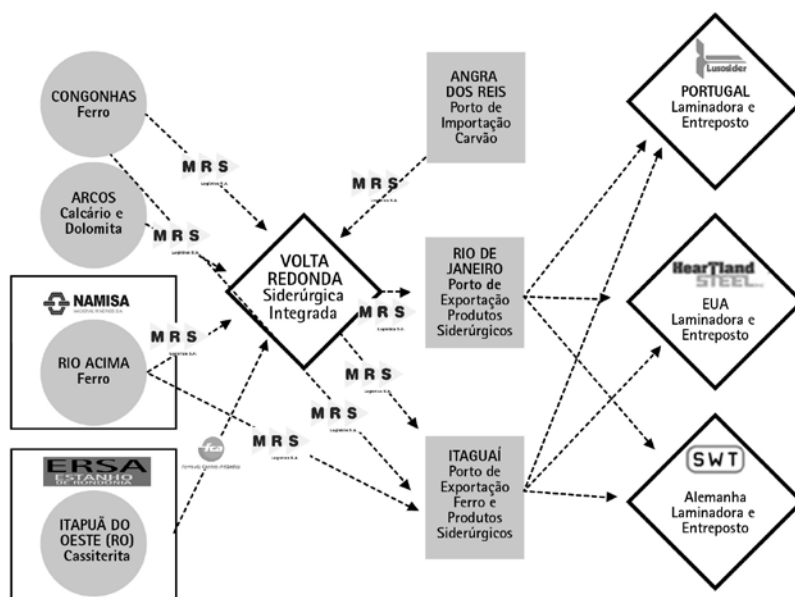 CONGONHAS
Ferro
MRS
ARCOS
Calcário e
Dolomita
MRS
NAMISA
RIO ACIMA
Ferro
MRS
MRS
ERSA
ESTANHO
DE RONDÔNIA
ITAPUÃ DO
OESTE (RO)
Cassiterita
fca
VOLTA
REDONDA
Siderúrgica
Integrada
MRS
MRS
MRS
ANGRA
DOS REIS
Porto de
Importação
Carvão
MRS
RIO DE
JANEIRO
Porto de
Exportação
Produtos
Siderúrgicos
ITAGUAÍ
Porto de
Exportação
Ferro e
Produtos
Siderúrgicos
Lusosider
PORTUGAL
Laminadora e
Entreposto
Heartland
STEEL
EUA
Laminadora e
Entreposto
SWT
Alemanha
Laminadora e
Entreposto